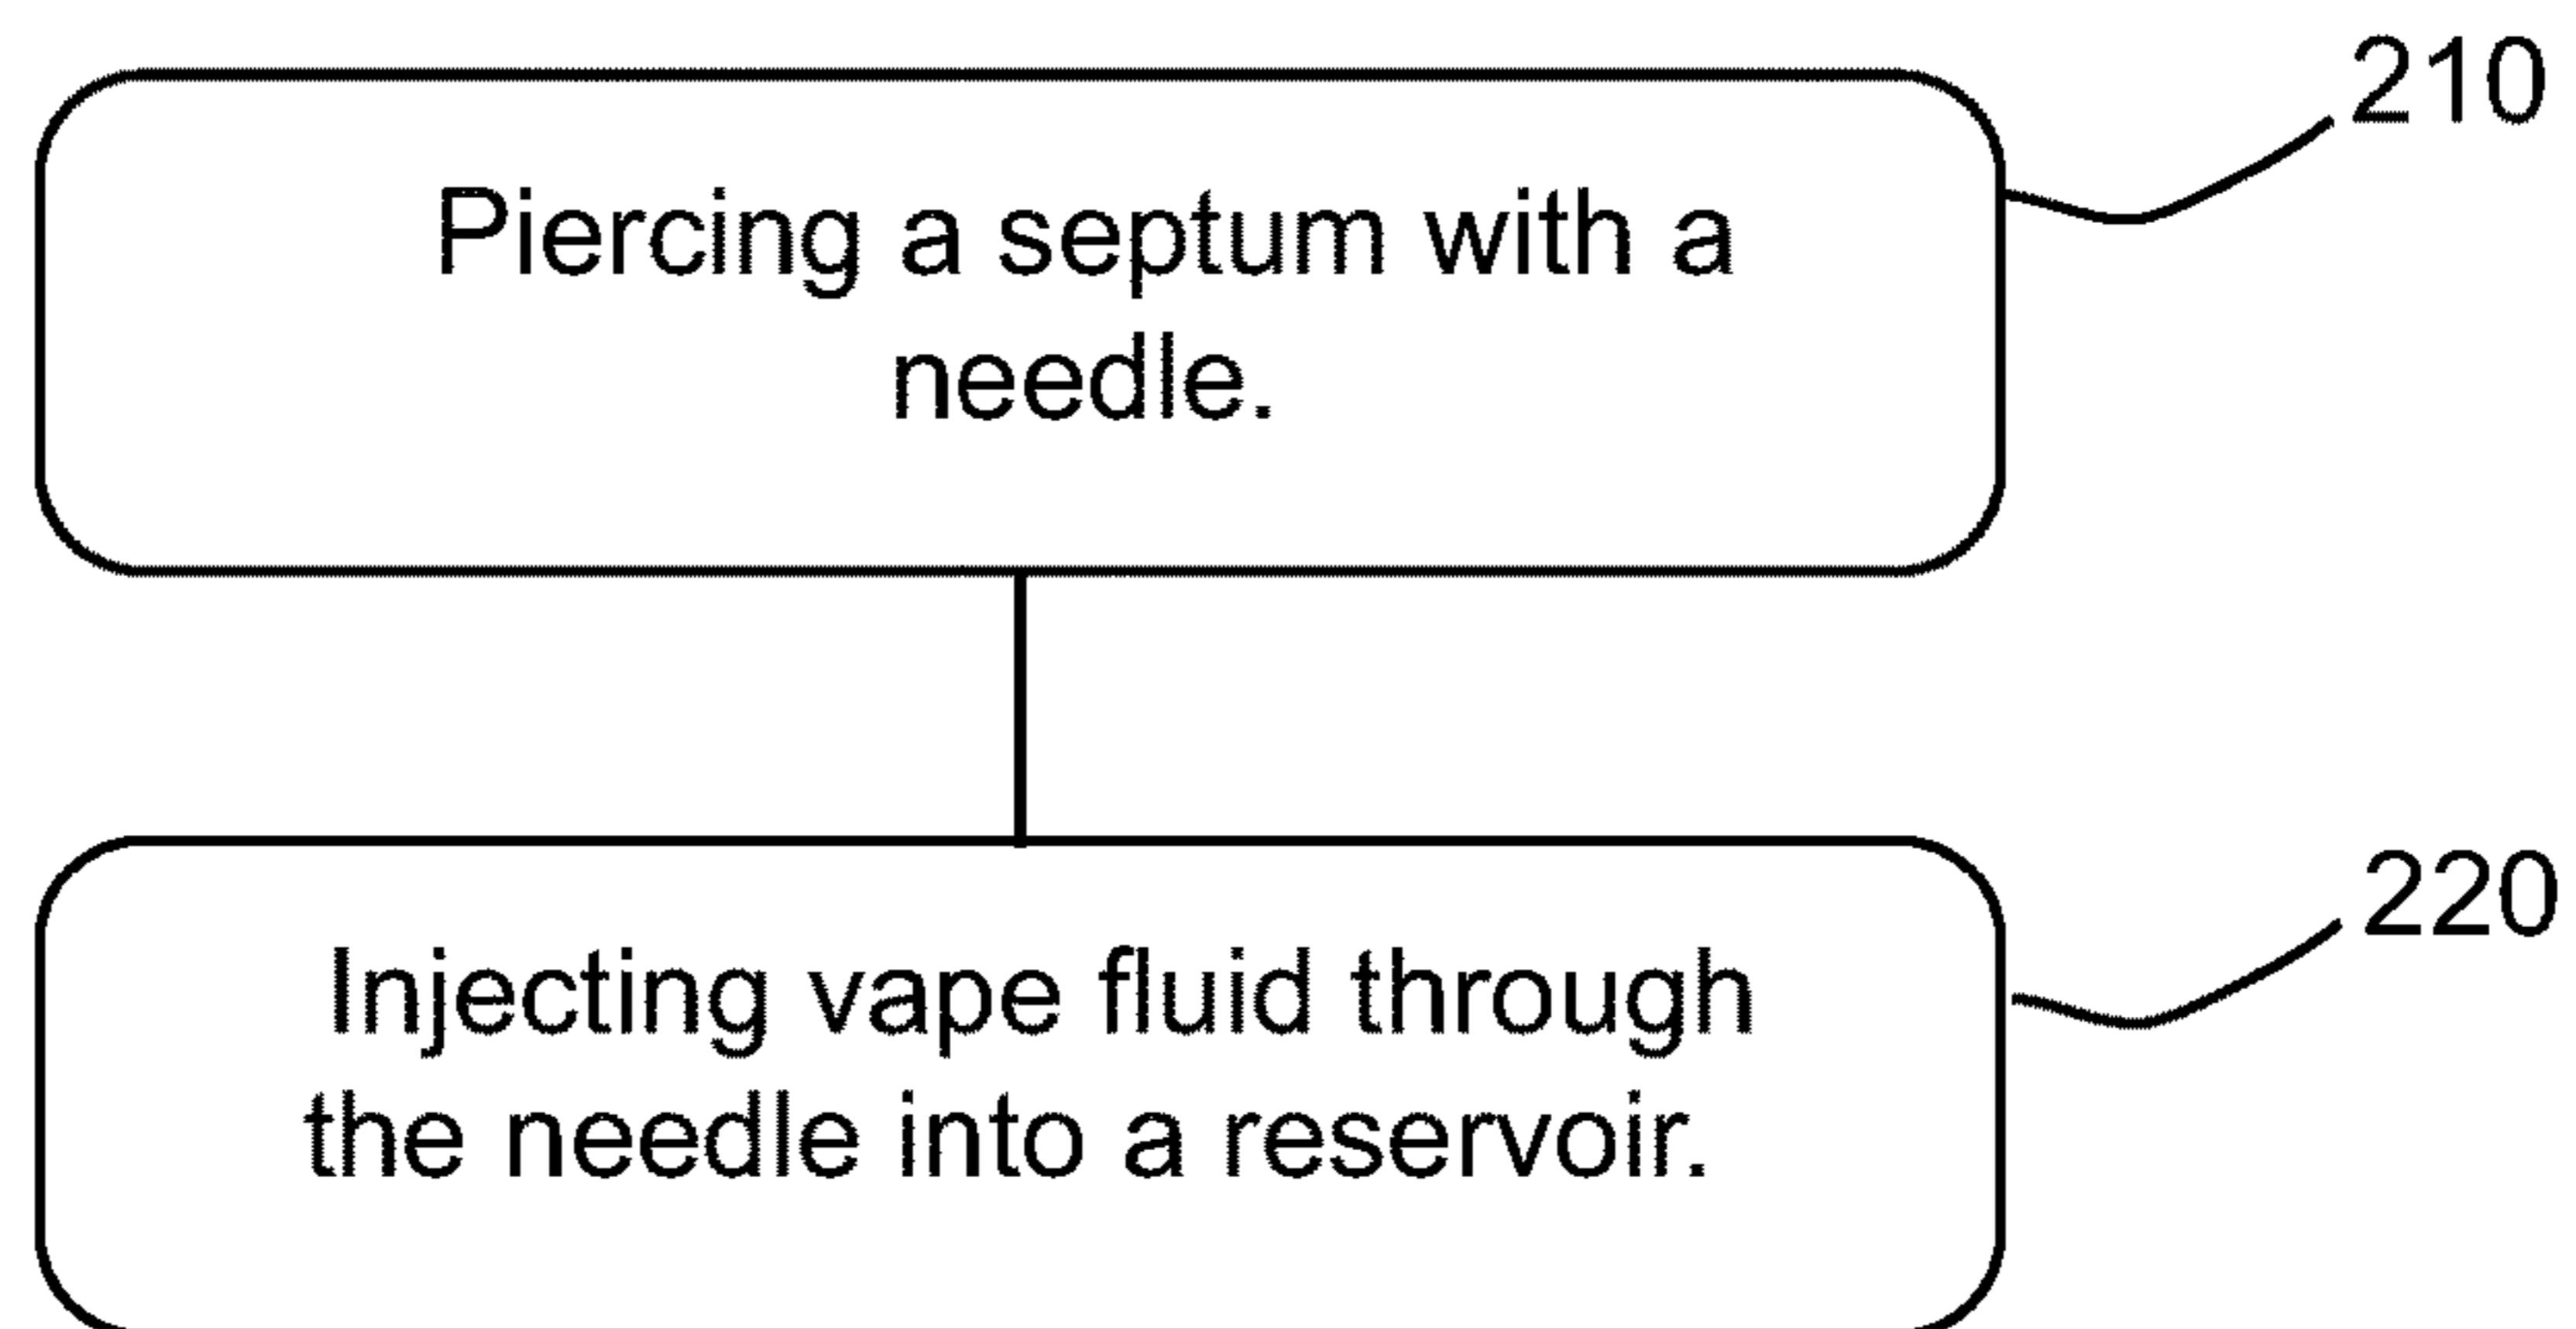 210
Piercing a septum with a
needle.
220
Injecting vape fluid through
the needle into a reservoir.